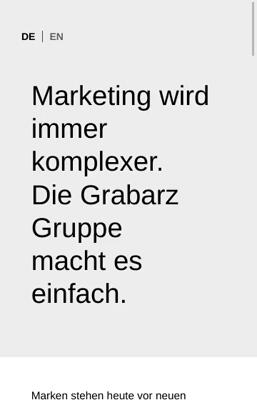 DE | EN
Marketing wird
immer
komplexer.
Die Grabarz
Gruppe
macht es
einfach.
Marken stehen heute vor neuen